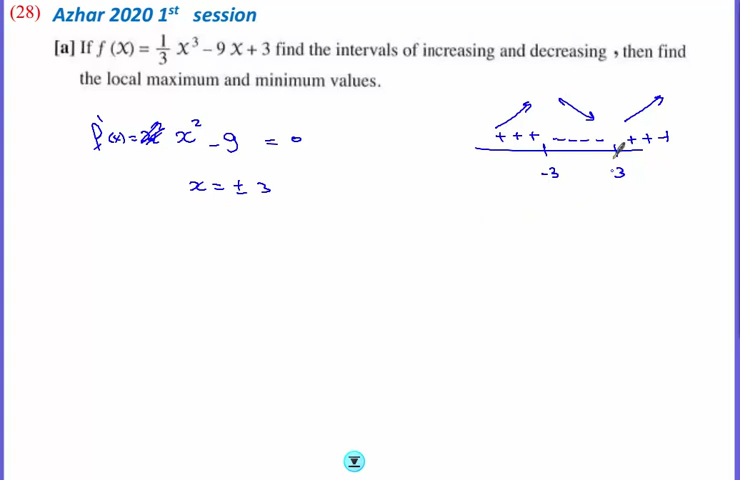 (28) Azhar 2020 1st session
[a] If f (X) = 1/3 X³ – 9 X + 3 find the intervals of increasing and decreasing , then find
the local maximum and minimum values.
f'(x) = x² - 9 = 0
+ + + - - - - + + +
-3 3
x = ± 3